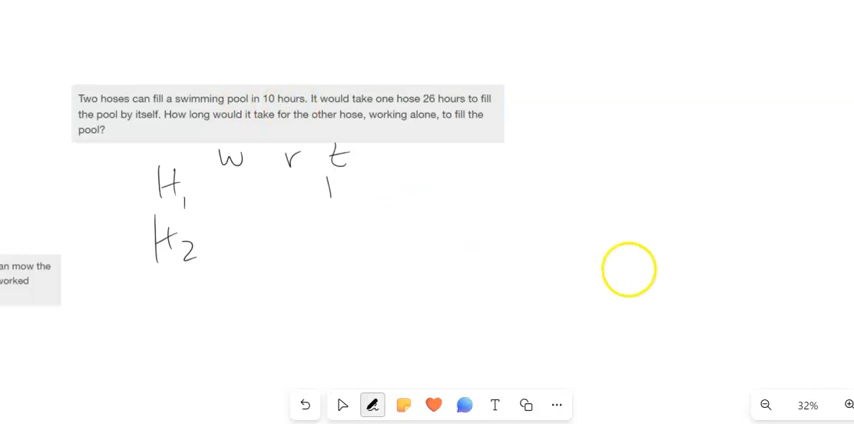 Two hoses can fill a swimming pool in 10 hours. It would take one hose 26 hours to fill
the pool by itself. How long would it take for the other hose, working alone, to fill the
pool?
w r t
H₁
H₂
an mow the
worked
T
32%